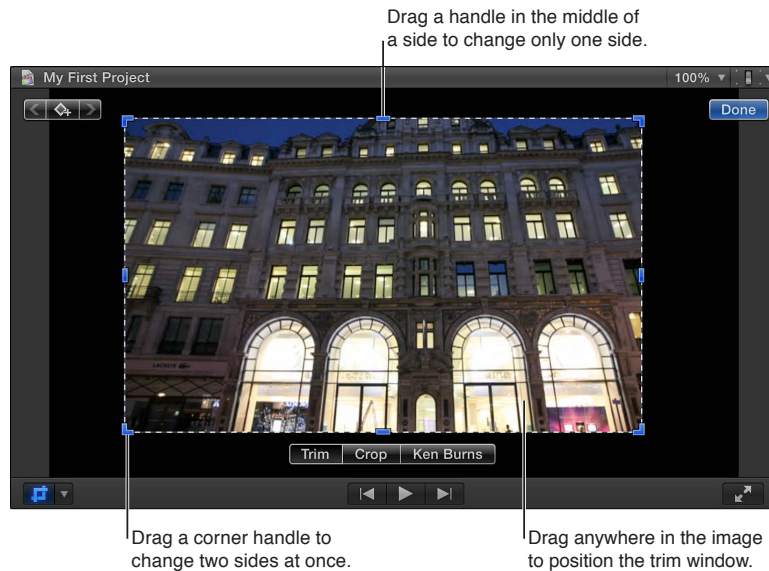 Drag a handle in the middle of
a side to change only one side.
My First Project
100%
Done
LACOSTE
Trim Crop Ken Burns
Drag a corner handle to
change two sides at once.
Drag anywhere in the image
to position the trim window.